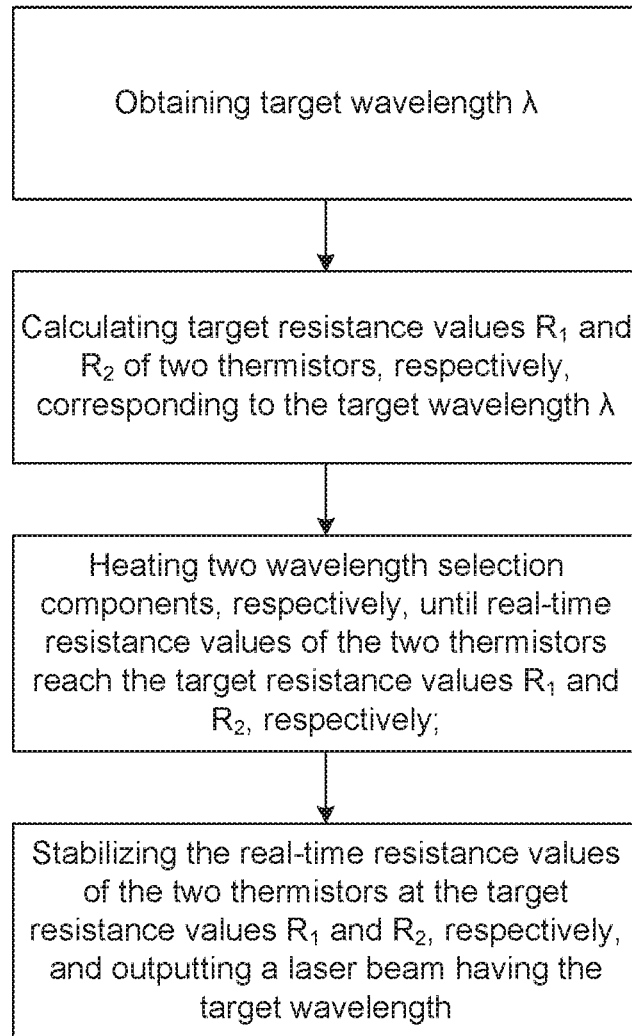 Obtaining target wavelength λ
Calculating target resistance values R₁ and
R₂ of two thermistors, respectively,
corresponding to the target wavelength λ
Heating two wavelength selection
components, respectively, until real-time
resistance values of the two thermistors
reach the target resistance values R₁ and
R₂, respectively;
Stabilizing the real-time resistance values
of the two thermistors at the target
resistance values R₁ and R₂, respectively,
and outputting a laser beam having the
target wavelength